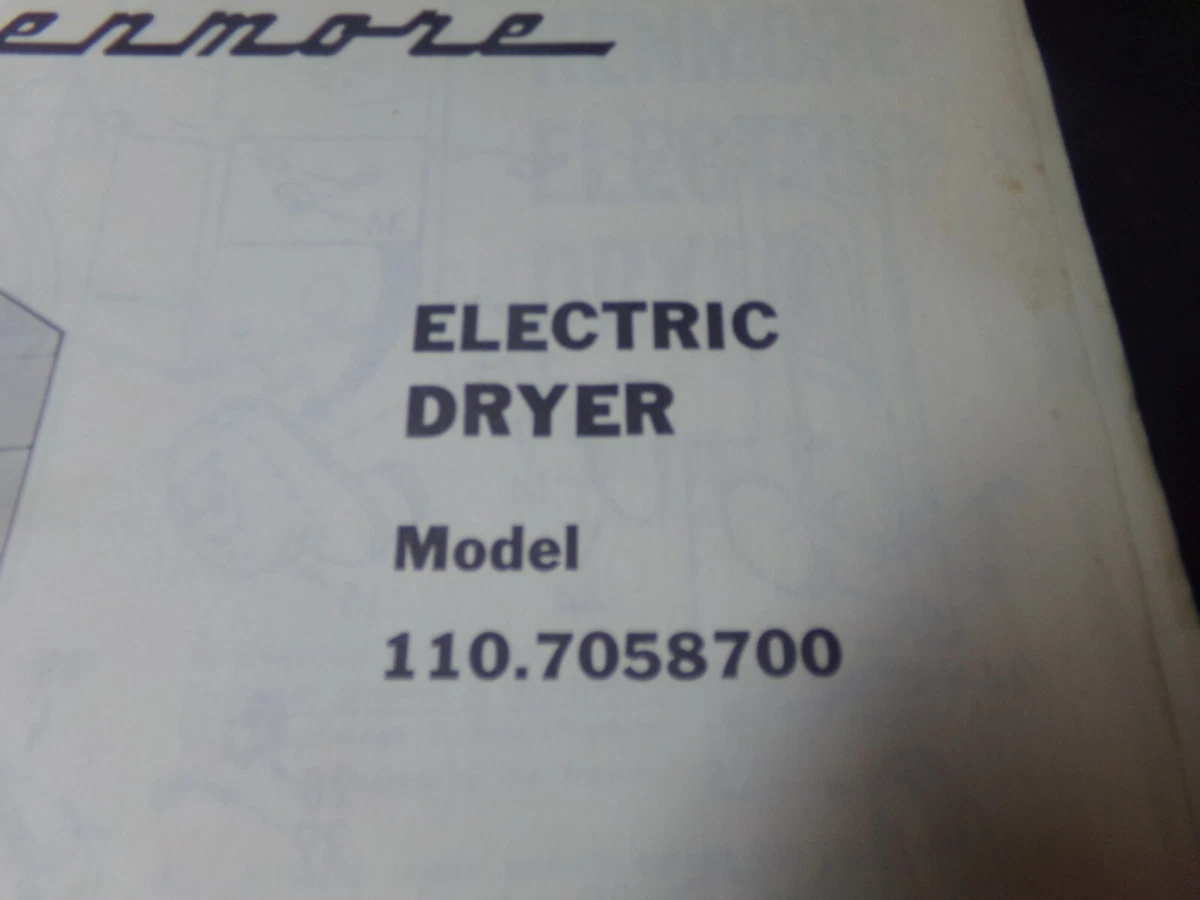 enmore
ELECTRIC
DRYER
Model
110.7058700